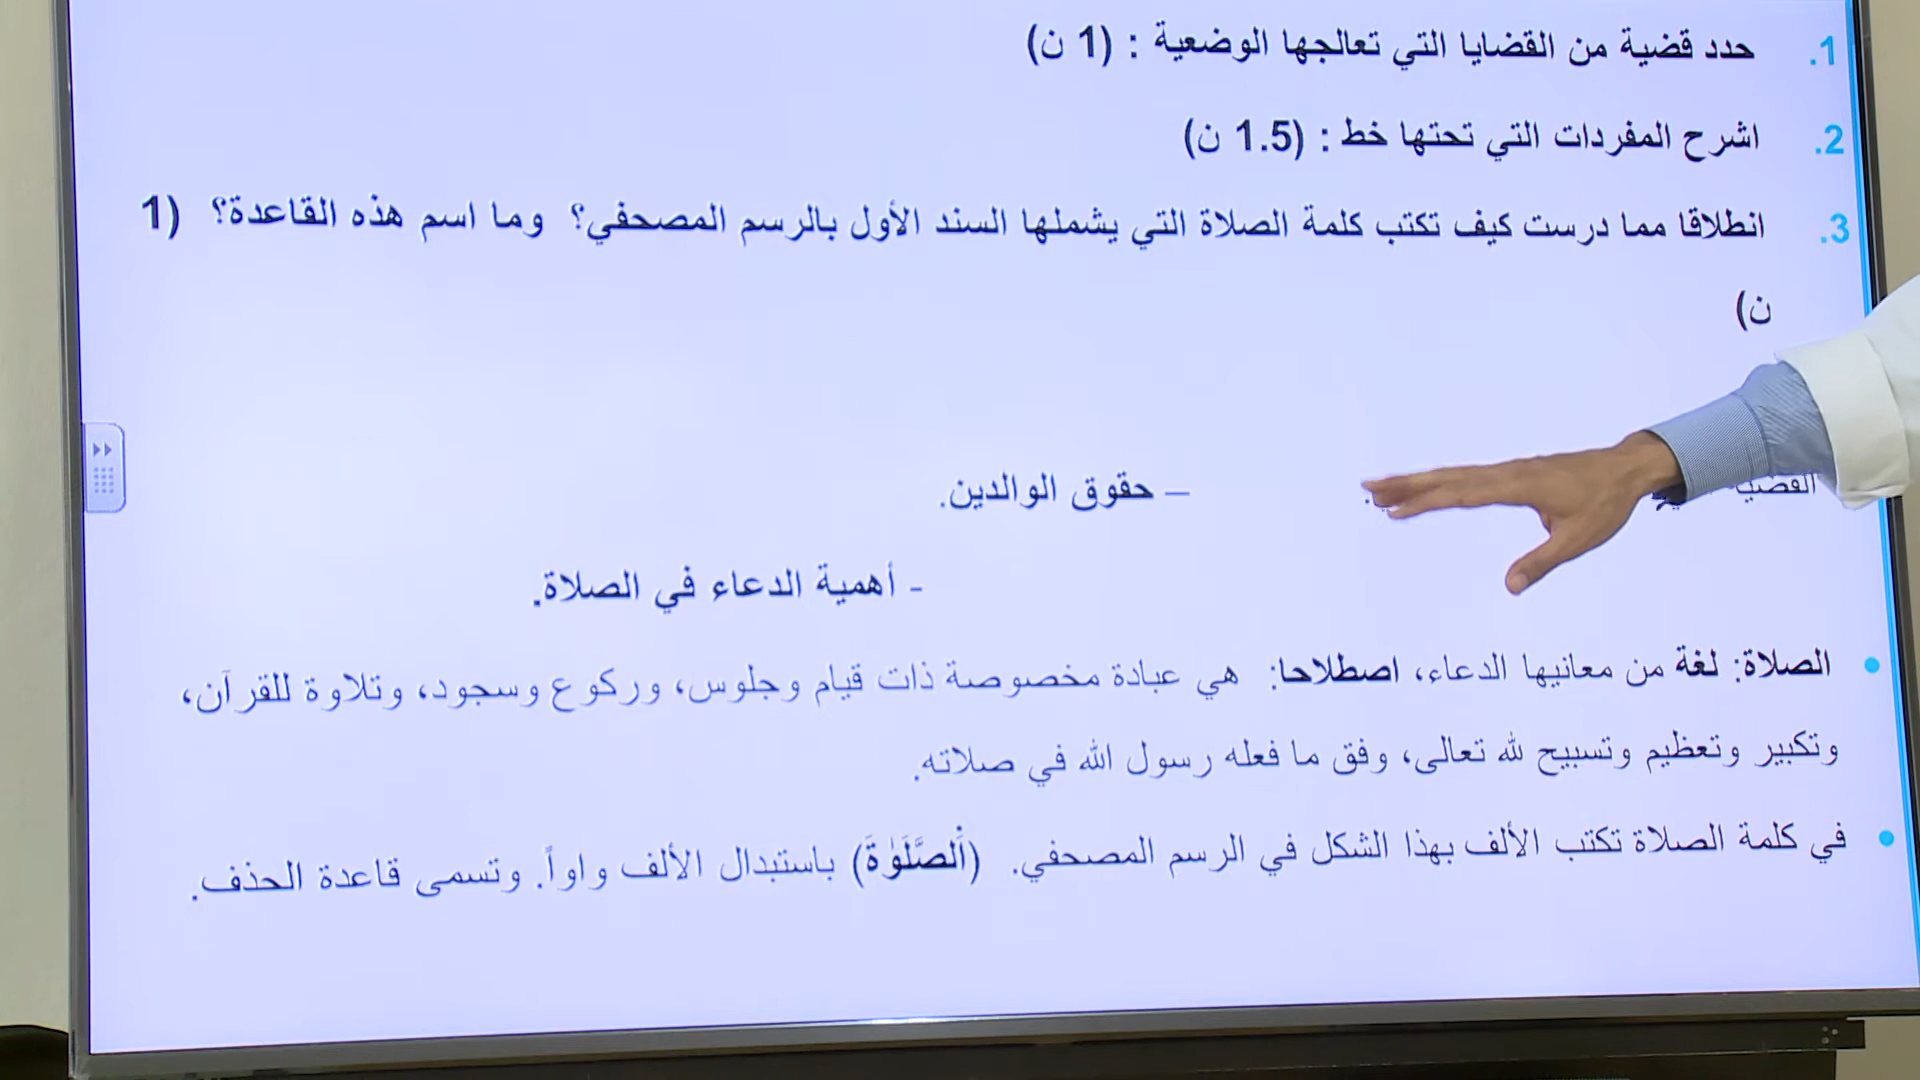 1. حدد قضية من القضايا التي تعالجها الوضعية : (1 ن)
2. اشرح المفردات التي تحتها خط : (1.5 ن)
3. انطلاقا مما درست كيف تكتب كلمة الصلاة التي يشملها السند الأول بالرسم المصحفي؟ وما اسم هذه القاعدة؟ (1
ن)
– حقوق الوالدين.
- أهمية الدعاء في الصلاة.
• الصلاة: لغة من معانيها الدعاء، اصطلاحا: هي عبادة مخصوصة ذات قيام وجلوس، وركوع وسجود، وتلاوة للقرآن،
وتكبير وتعظيم وتسبيح لله تعالى، وفق ما فعله رسول الله في صلاته.
• في كلمة الصلاة تكتب الألف بهذا الشكل في الرسم المصحفي. (اَ۬لصَّلَوٰةَ) باستبدال الألف واواً. وتسمى قاعدة الحذف.